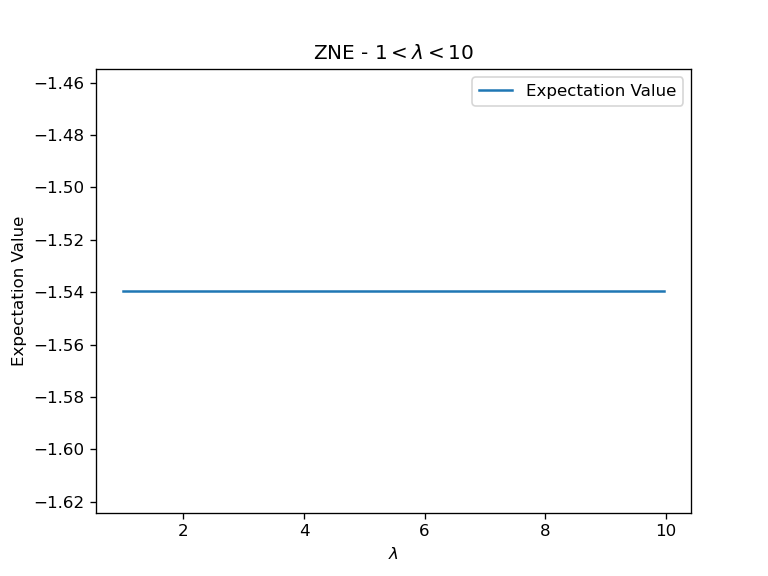 ZNE - 1 < λ < 10
Expectation Value
−1.46
−1.48
−1.50
−1.52
−1.54
−1.56
−1.58
−1.60
−1.62
Expectation Value
2 4 6 8 10
λ